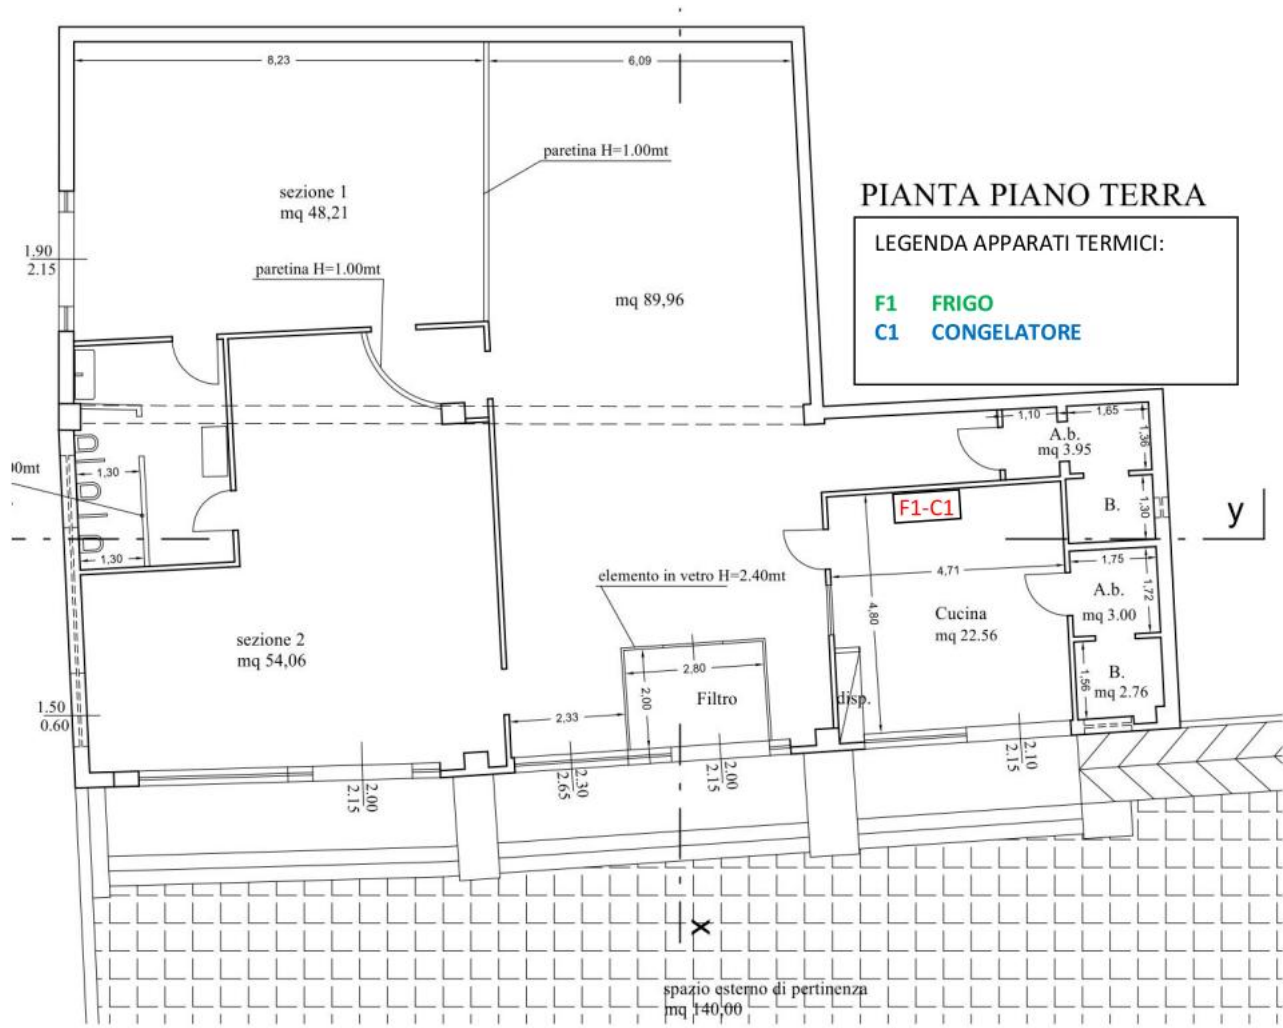 8,23
6,09
paretina H=1.00mt
sezione 1
mq 48,21
PIANTA PIANO TERRA
LEGENDA APPARATI TERMICI:
F1 FRIGO
C1 CONGELATORE
1.90
2.15
paretina H=1.00mt
mq 89,96
1,10
1,65
A.b.
mq 3.95
1,36
1,30
F1-C1
B.
1,30
y
1,30
elemento in vetro H=2.40mt
4,71
1,75
4,80
Cucina
mq 22.56
A.b.
mq 3.00
1,72
sezione 2
mq 54,06
2,80
2,00
Filtro
disp.
B.
mq 2.76
1,56
1.50
0.60
2,33
2.00
2.15
2.30
2.65
2.00
2.15
2.10
2.15
x
spazio esterno di pertinenza
mq 140,00